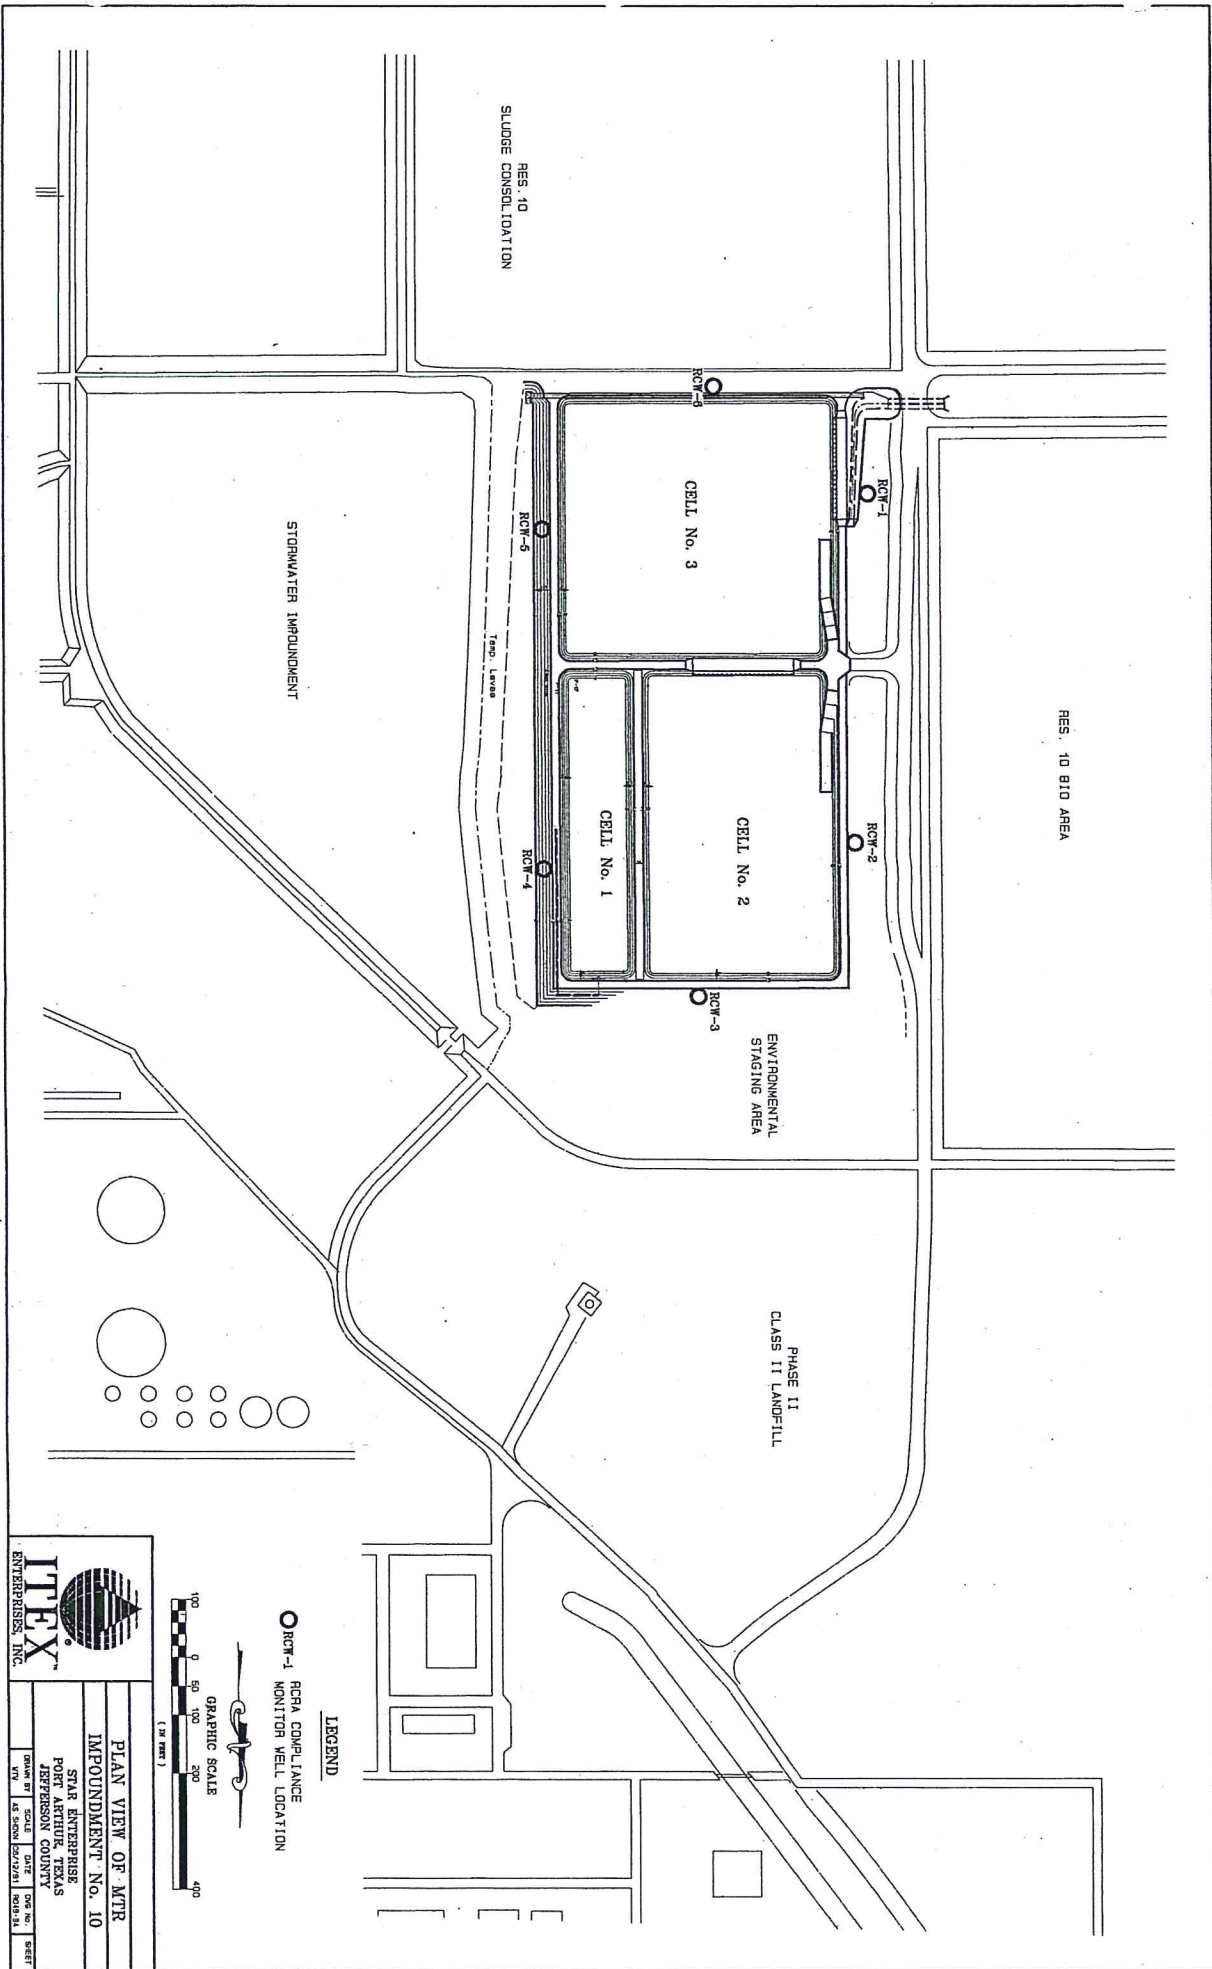 RES. 10
SLUDGE CONSOLIDATION
RES. 10 BIO AREA
STORMWATER IMPOUNDMENT
Temp. Levee
RCW-6
RCW-1
CELL No. 3
RCW-5
RCW-2
CELL No. 2
CELL No. 1
RCW-4
RCW-3
ENVIRONMENTAL
STAGING AREA
PHASE II
CLASS II LANDFILL
LEGEND
RCW-1 RCRA COMPLIANCE
MONITOR WELL LOCATION
GRAPHIC SCALE
100 0 50 100 200 400
( IN FEET )
ITEX™
ENTERPRISES, INC.
PLAN VIEW OF MTR
IMPOUNDMENT No. 10
STAR ENTERPRISE
PORT ARTHUR, TEXAS
JEFFERSON COUNTY
DRAWN BY SCALE DATE DWG No. SHEET
VTV AS SHOWN